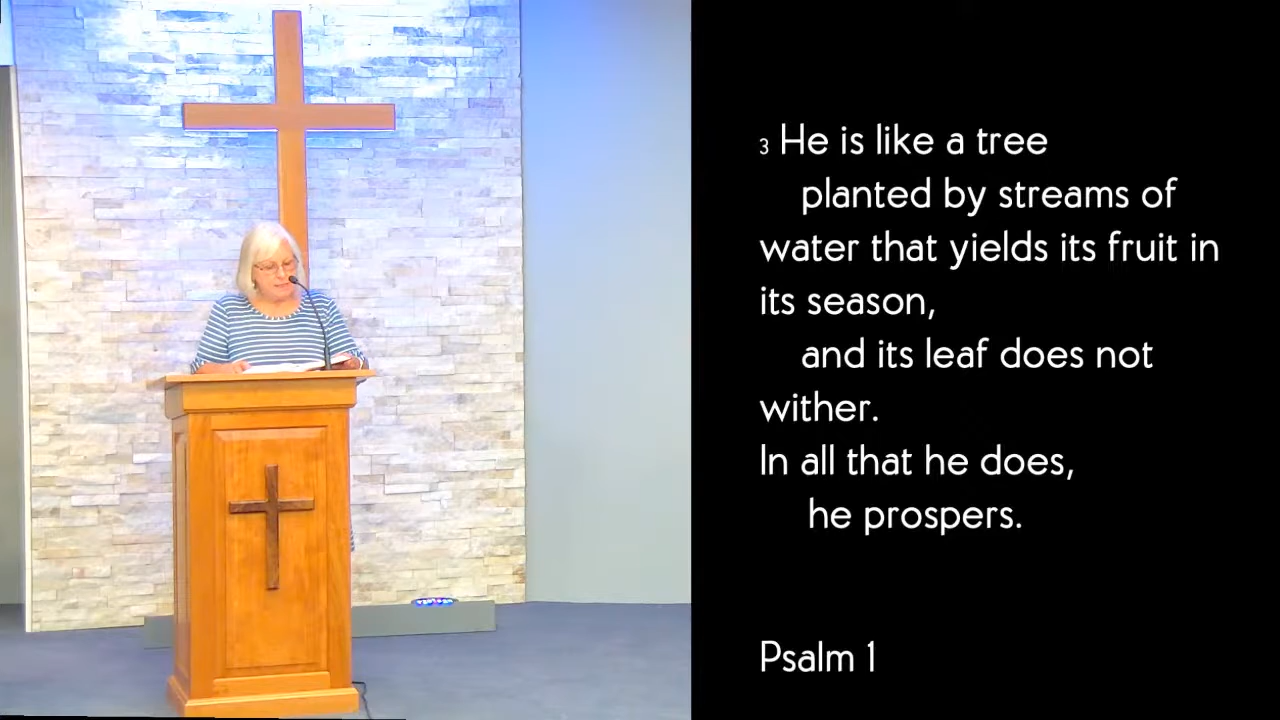 3 He is like a tree
planted by streams of
water that yields its fruit in
its season,
and its leaf does not
wither.
In all that he does,
he prospers.
Psalm 1